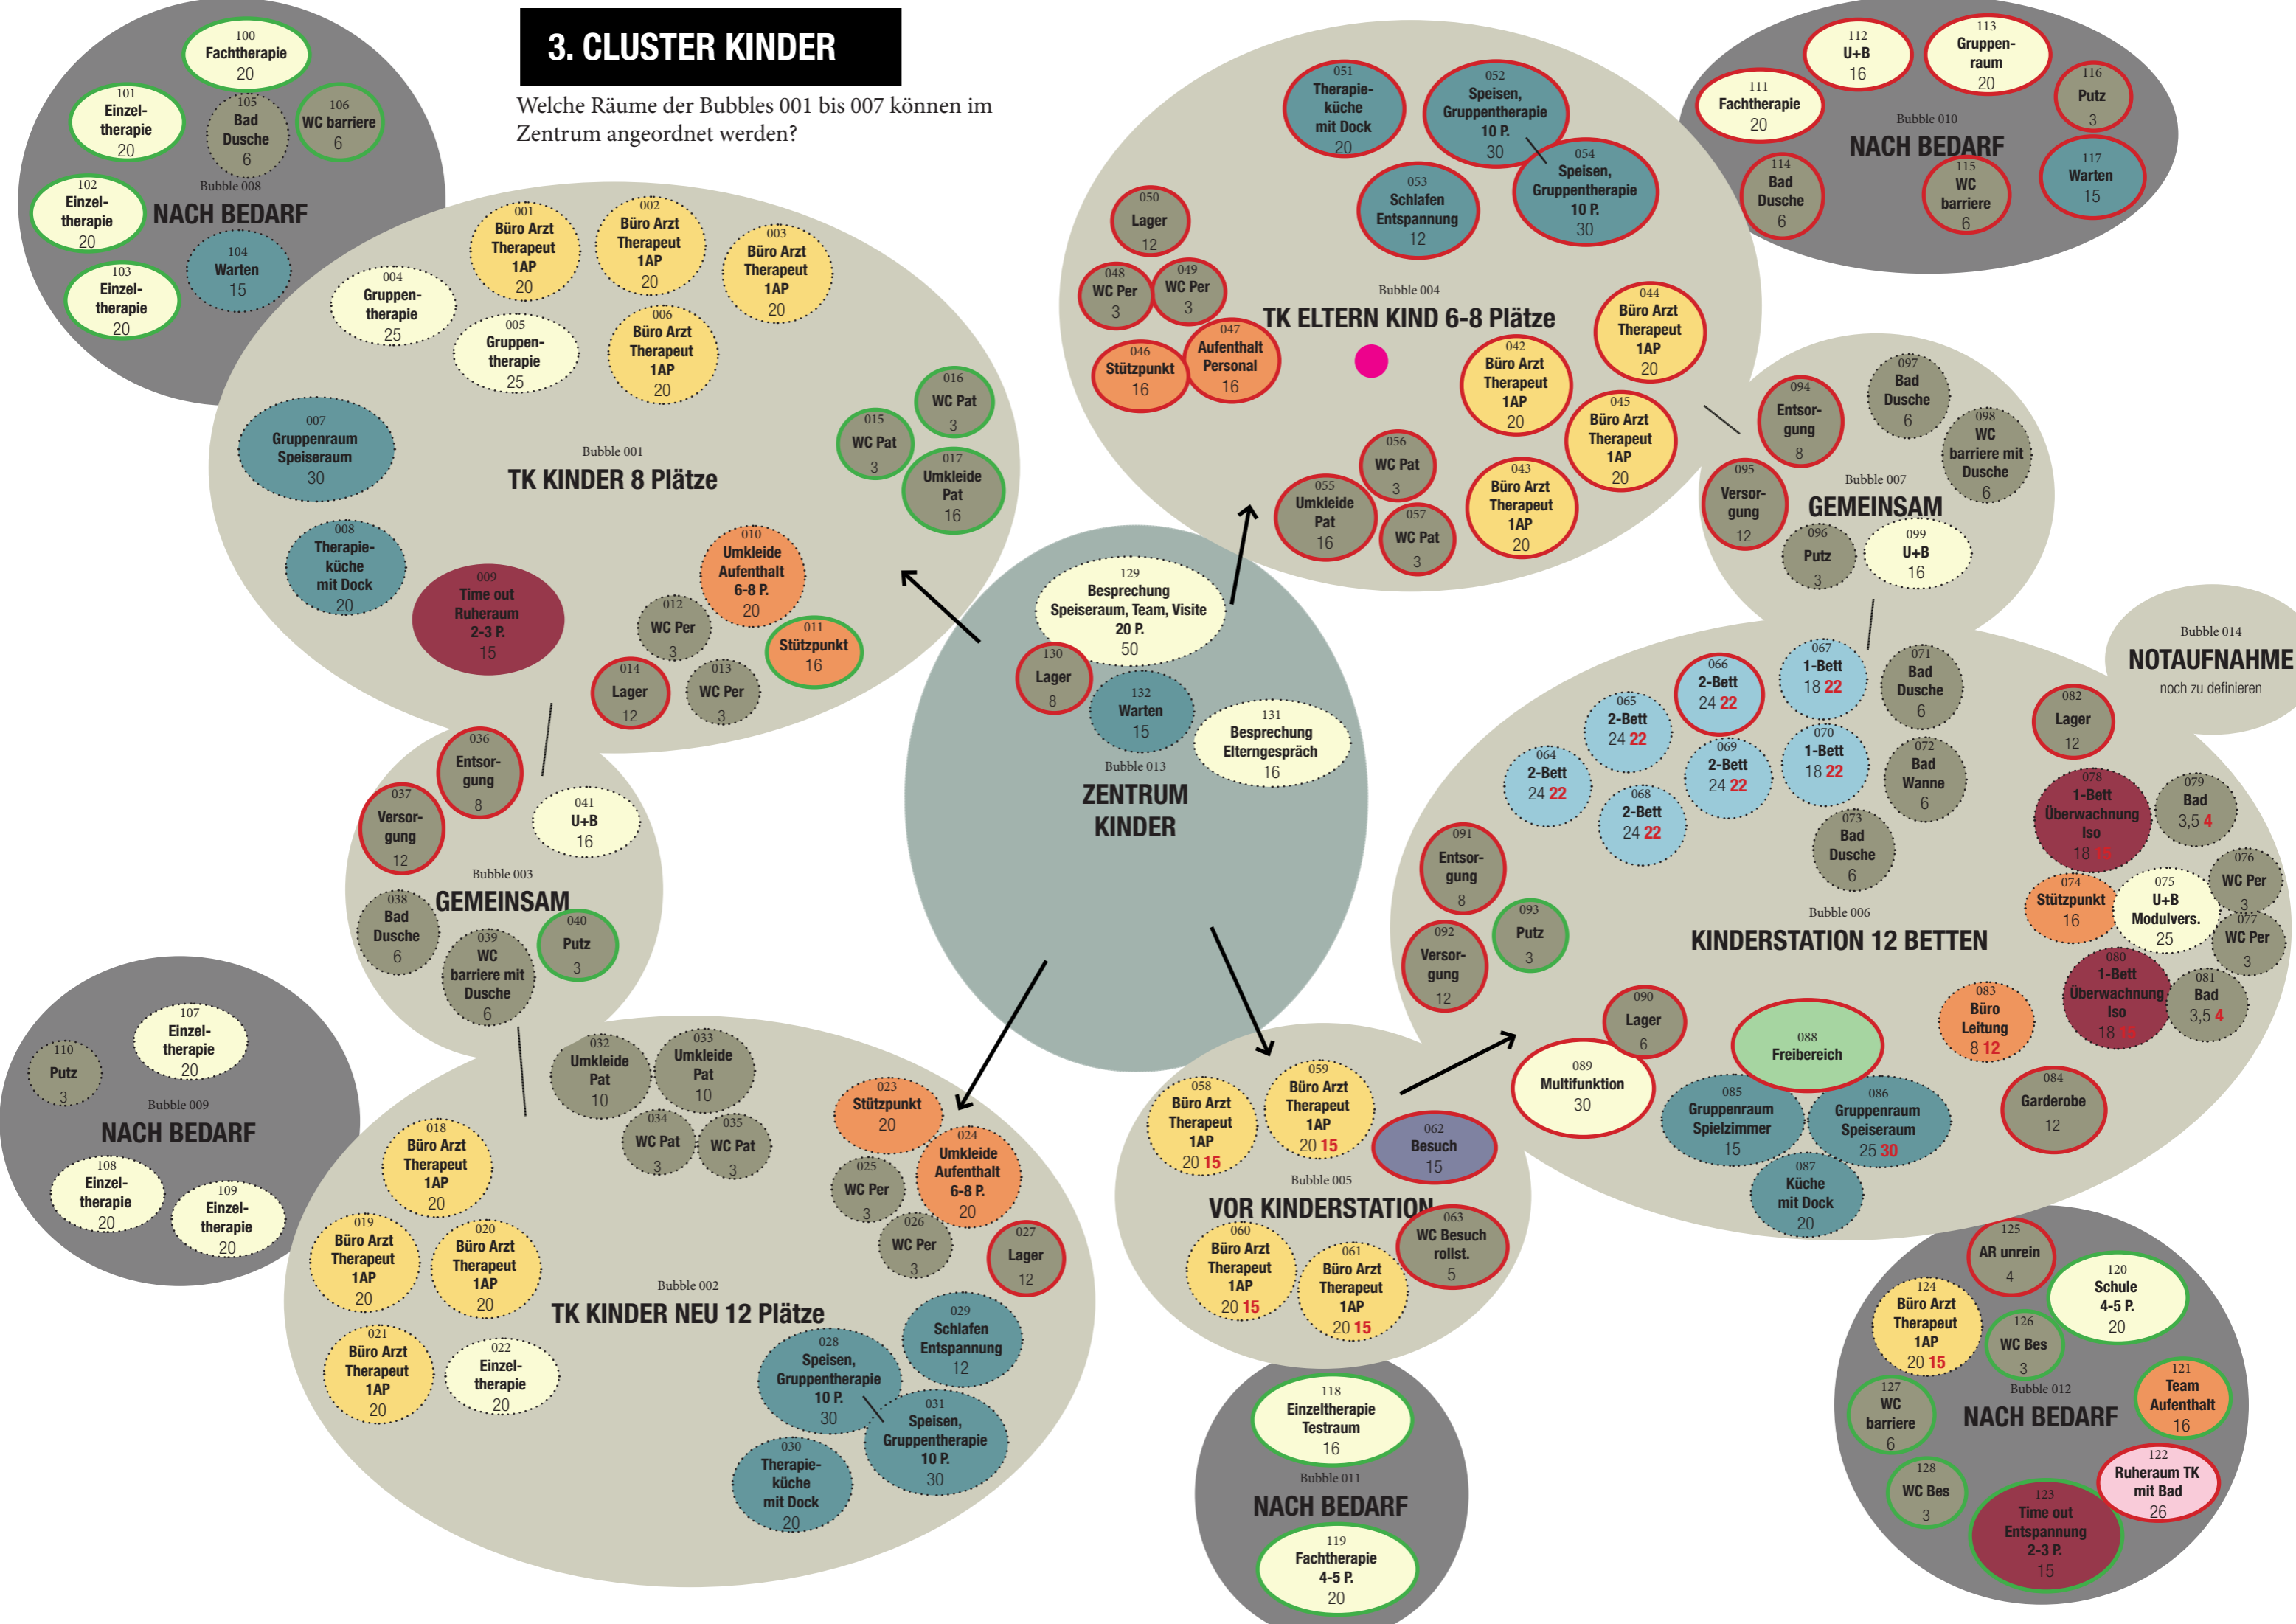 3. CLUSTER KINDER
Welche Räume der Bubbles 001 bis 007 können im
Zentrum angeordnet werden?
100
Fachtherapie
20
101
Einzel-
therapie
20
105
Bad
Dusche
6
106
WC barriere
6
102
Einzel-
therapie
20
Bubble 008
NACH BEDARF
103
Einzel-
therapie
20
104
Warten
15
001
Büro Arzt
Therapeut
1AP
20
002
Büro Arzt
Therapeut
1AP
20
003
Büro Arzt
Therapeut
1AP
20
004
Gruppen-
therapie
25
005
Gruppen-
therapie
25
006
Büro Arzt
Therapeut
1AP
20
007
Gruppenraum
Speiseraum
30
Bubble 001
TK KINDER 8 Plätze
016
WC Pat
3
015
WC Pat
3
017
Umkleide
Pat
16
008
Therapie-
küche
mit Dock
20
009
Time out
Ruheraum
2-3 P.
15
010
Umkleide
Aufenthalt
6-8 P.
20
012
WC Per
3
011
Stützpunkt
16
014
Lager
12
013
WC Per
3
051
Therapie-
küche
mit Dock
20
052
Speisen,
Gruppentherapie
10 P.
30
054
Speisen,
Gruppentherapie
10 P.
30
053
Schlafen
Entspannung
12
050
Lager
12
048
WC Per
3
049
WC Per
3
Bubble 004
TK ELTERN KIND 6-8 Plätze
047
Aufenthalt
Personal
16
046
Stützpunkt
16
044
Büro Arzt
Therapeut
1AP
20
042
Büro Arzt
Therapeut
1AP
20
045
Büro Arzt
Therapeut
1AP
20
043
Büro Arzt
Therapeut
1AP
20
056
WC Pat
3
055
Umkleide
Pat
16
057
WC Pat
3
112
U+B
16
113
Gruppen-
raum
20
111
Fachtherapie
20
116
Putz
3
Bubble 010
NACH BEDARF
114
Bad
Dusche
6
115
WC
barriere
6
117
Warten
15
094
Entsor-
gung
8
097
Bad
Dusche
6
098
WC
barriere mit
Dusche
6
095
Versor-
gung
12
Bubble 007
GEMEINSAM
096
Putz
3
099
U+B
16
Bubble 014
NOTAUFNAHME
noch zu definieren
129
Besprechung
Speiseraum, Team, Visite
20 P.
50
130
Lager
8
132
Warten
15
131
Besprechung
Elterngespräch
16
Bubble 013
ZENTRUM
KINDER
036
Entsor-
gung
8
037
Versor-
gung
12
041
U+B
16
Bubble 003
GEMEINSAM
038
Bad
Dusche
6
039
WC
barriere mit
Dusche
6
040
Putz
3
067
1-Bett
18 22
066
2-Bett
24 22
065
2-Bett
24 22
064
2-Bett
24 22
069
2-Bett
24 22
070
1-Bett
18 22
068
2-Bett
24 22
071
Bad
Dusche
6
072
Bad
Wanne
6
073
Bad
Dusche
6
082
Lager
12
078
1-Bett
Überwachnung
Iso
18
079
Bad
3,5 4
076
WC Per
3
074
Stützpunkt
16
075
U+B
Modulvers.
25
077
WC Per
3
080
1-Bett
Überwachnung
Iso
18
081
Bad
3,5 4
091
Entsor-
gung
8
092
Versor-
gung
12
093
Putz
3
Bubble 006
KINDERSTATION 12 BETTEN
090
Lager
6
089
Multifunktion
30
088
Freibereich
083
Büro
Leitung
8 12
085
Gruppenraum
Spielzimmer
15
086
Gruppenraum
Speiseraum
25 30
087
Küche
mit Dock
20
084
Garderobe
12
107
Einzel-
therapie
20
110
Putz
3
Bubble 009
NACH BEDARF
108
Einzel-
therapie
20
109
Einzel-
therapie
20
032
Umkleide
Pat
10
033
Umkleide
Pat
10
034
WC Pat
3
035
WC Pat
3
023
Stützpunkt
20
024
Umkleide
Aufenthalt
6-8 P.
20
025
WC Per
3
026
WC Per
3
027
Lager
12
018
Büro Arzt
Therapeut
1AP
20
019
Büro Arzt
Therapeut
1AP
20
020
Büro Arzt
Therapeut
1AP
20
021
Büro Arzt
Therapeut
1AP
20
022
Einzel-
therapie
20
Bubble 002
TK KINDER NEU 12 Plätze
029
Schlafen
Entspannung
12
028
Speisen,
Gruppentherapie
10 P.
30
031
Speisen,
Gruppentherapie
10 P.
30
030
Therapie-
küche
mit Dock
20
058
Büro Arzt
Therapeut
1AP
20 15
059
Büro Arzt
Therapeut
1AP
20 15
062
Besuch
15
Bubble 005
VOR KINDERSTATION
060
Büro Arzt
Therapeut
1AP
20 15
061
Büro Arzt
Therapeut
1AP
20 15
063
WC Besuch
rollst.
5
118
Einzeltherapie
Testraum
16
Bubble 011
NACH BEDARF
119
Fachtherapie
4-5 P.
20
125
AR unrein
4
120
Schule
4-5 P.
20
124
Büro Arzt
Therapeut
1AP
20 15
126
WC Bes
3
121
Team
Aufenthalt
16
127
WC
barriere
6
Bubble 012
NACH BEDARF
122
Ruheraum TK
mit Bad
26
128
WC Bes
3
123
Time out
Entspannung
2-3 P.
15